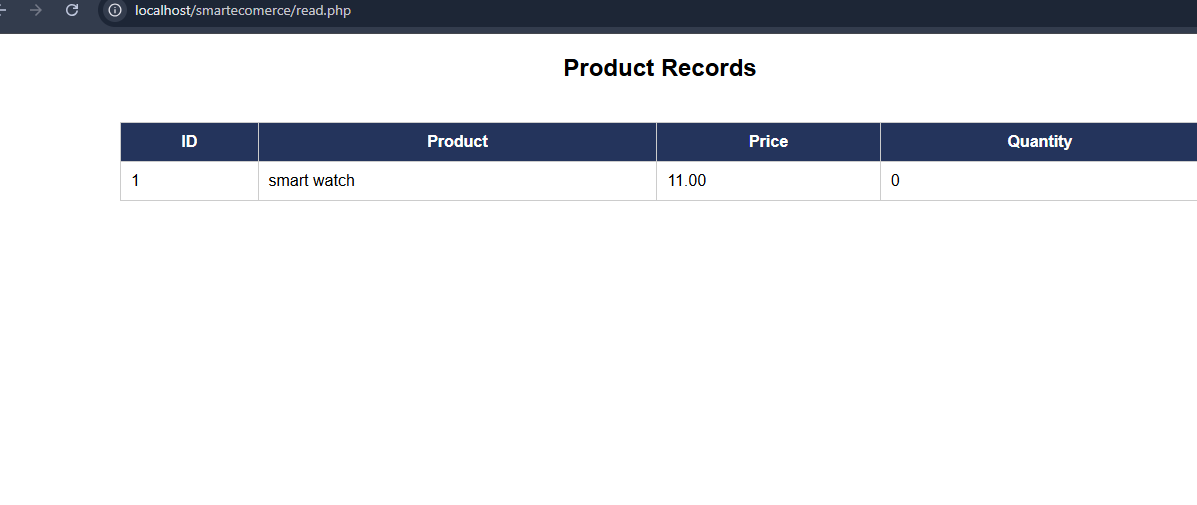 localhost/smartecomerce/read.php
Product Records
ID Product Price Quantity
1 smart watch 11.00 0